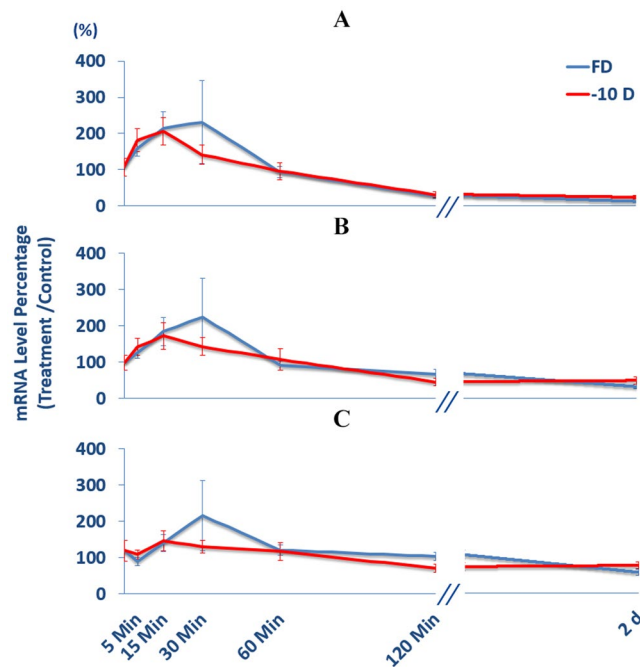 A
(%)
400
300
200
100
0
FD
-10 D
B
400
300
200
100
0
C
400
300
200
100
0
mRNA Level Percentage
(Treatment /Control)
5 Min
15 Min
30 Min
60 Min
120 Min
2 d